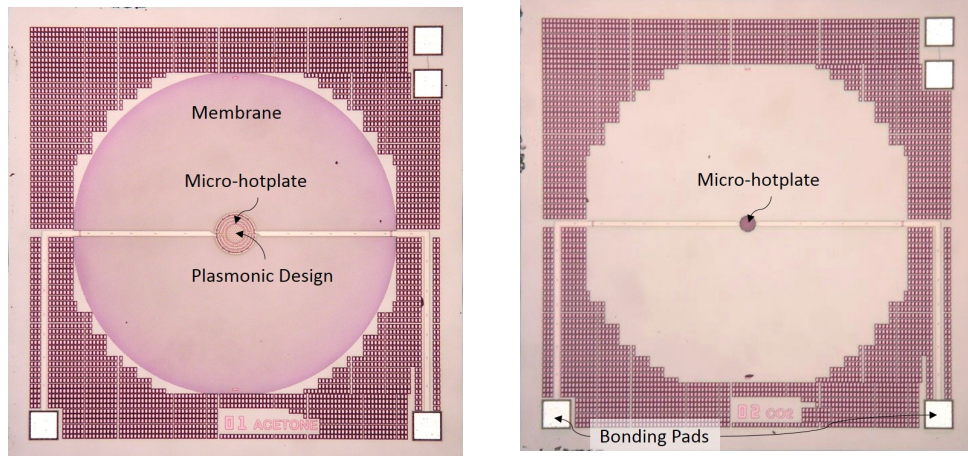 Membrane
Micro-hotplate
Plasmonic Design
01 ACETONE
Micro-hotplate
02 CO2
Bonding Pads